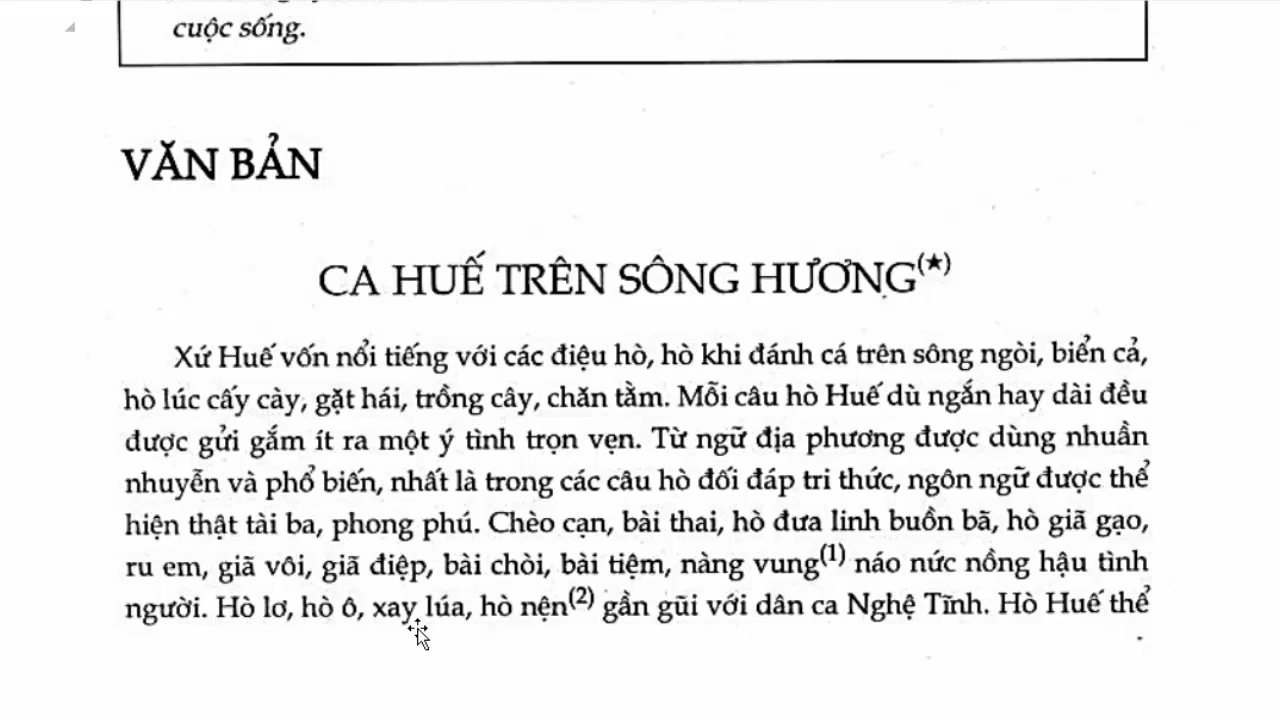 cuộc sống.
VĂN BẢN
CA HUẾ TRÊN SÔNG HƯƠNG(★)
Xứ Huế vốn nổi tiếng với các điệu hò, hò khi đánh cá trên sông ngòi, biển cả,
hò lúc cấy cày, gặt hái, trồng cây, chăn tằm. Mỗi câu hò Huế dù ngắn hay dài đều
được gửi gắm ít ra một ý tình trọn vẹn. Từ ngữ địa phương được dùng nhuần
nhuyễn và phổ biến, nhất là trong các câu hò đối đáp tri thức, ngôn ngữ được thể
hiện thật tài ba, phong phú. Chèo cạn, bài thai, hò đưa linh buồn bã, hò giã gạo,
ru em, giã vôi, giã điệp, bài chòi, bài tiệm, nàng vung(1) náo nức nồng hậu tình
người. Hò lơ, hò ô, xay lúa, hò nện(2) gần gũi với dân ca Nghệ Tĩnh. Hò Huế thể